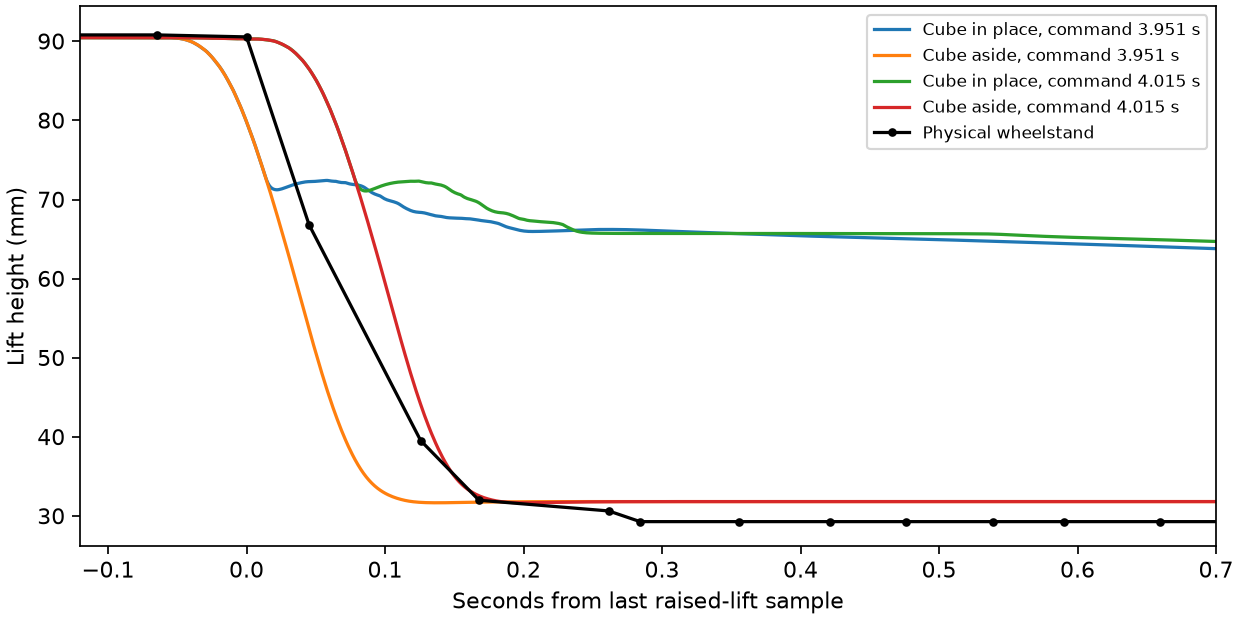 Lift height (mm)
90
80
70
60
50
40
30
Cube in place, command 3.951 s
Cube aside, command 3.951 s
Cube in place, command 4.015 s
Cube aside, command 4.015 s
Physical wheelstand
−0.1 0.0 0.1 0.2 0.3 0.4 0.5 0.6 0.7
Seconds from last raised-lift sample